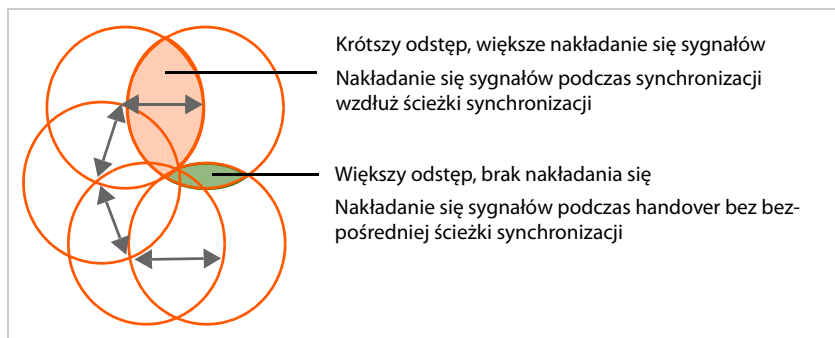 Krótszy odstęp, większe nakładanie się sygnałów
Nakładanie się sygnałów podczas synchronizacji
wzdłuż ścieżki synchronizacji
Większy odstęp, brak nakładania się
Nakładanie się sygnałów podczas handover bez bez-
pośredniej ścieżki synchronizacji